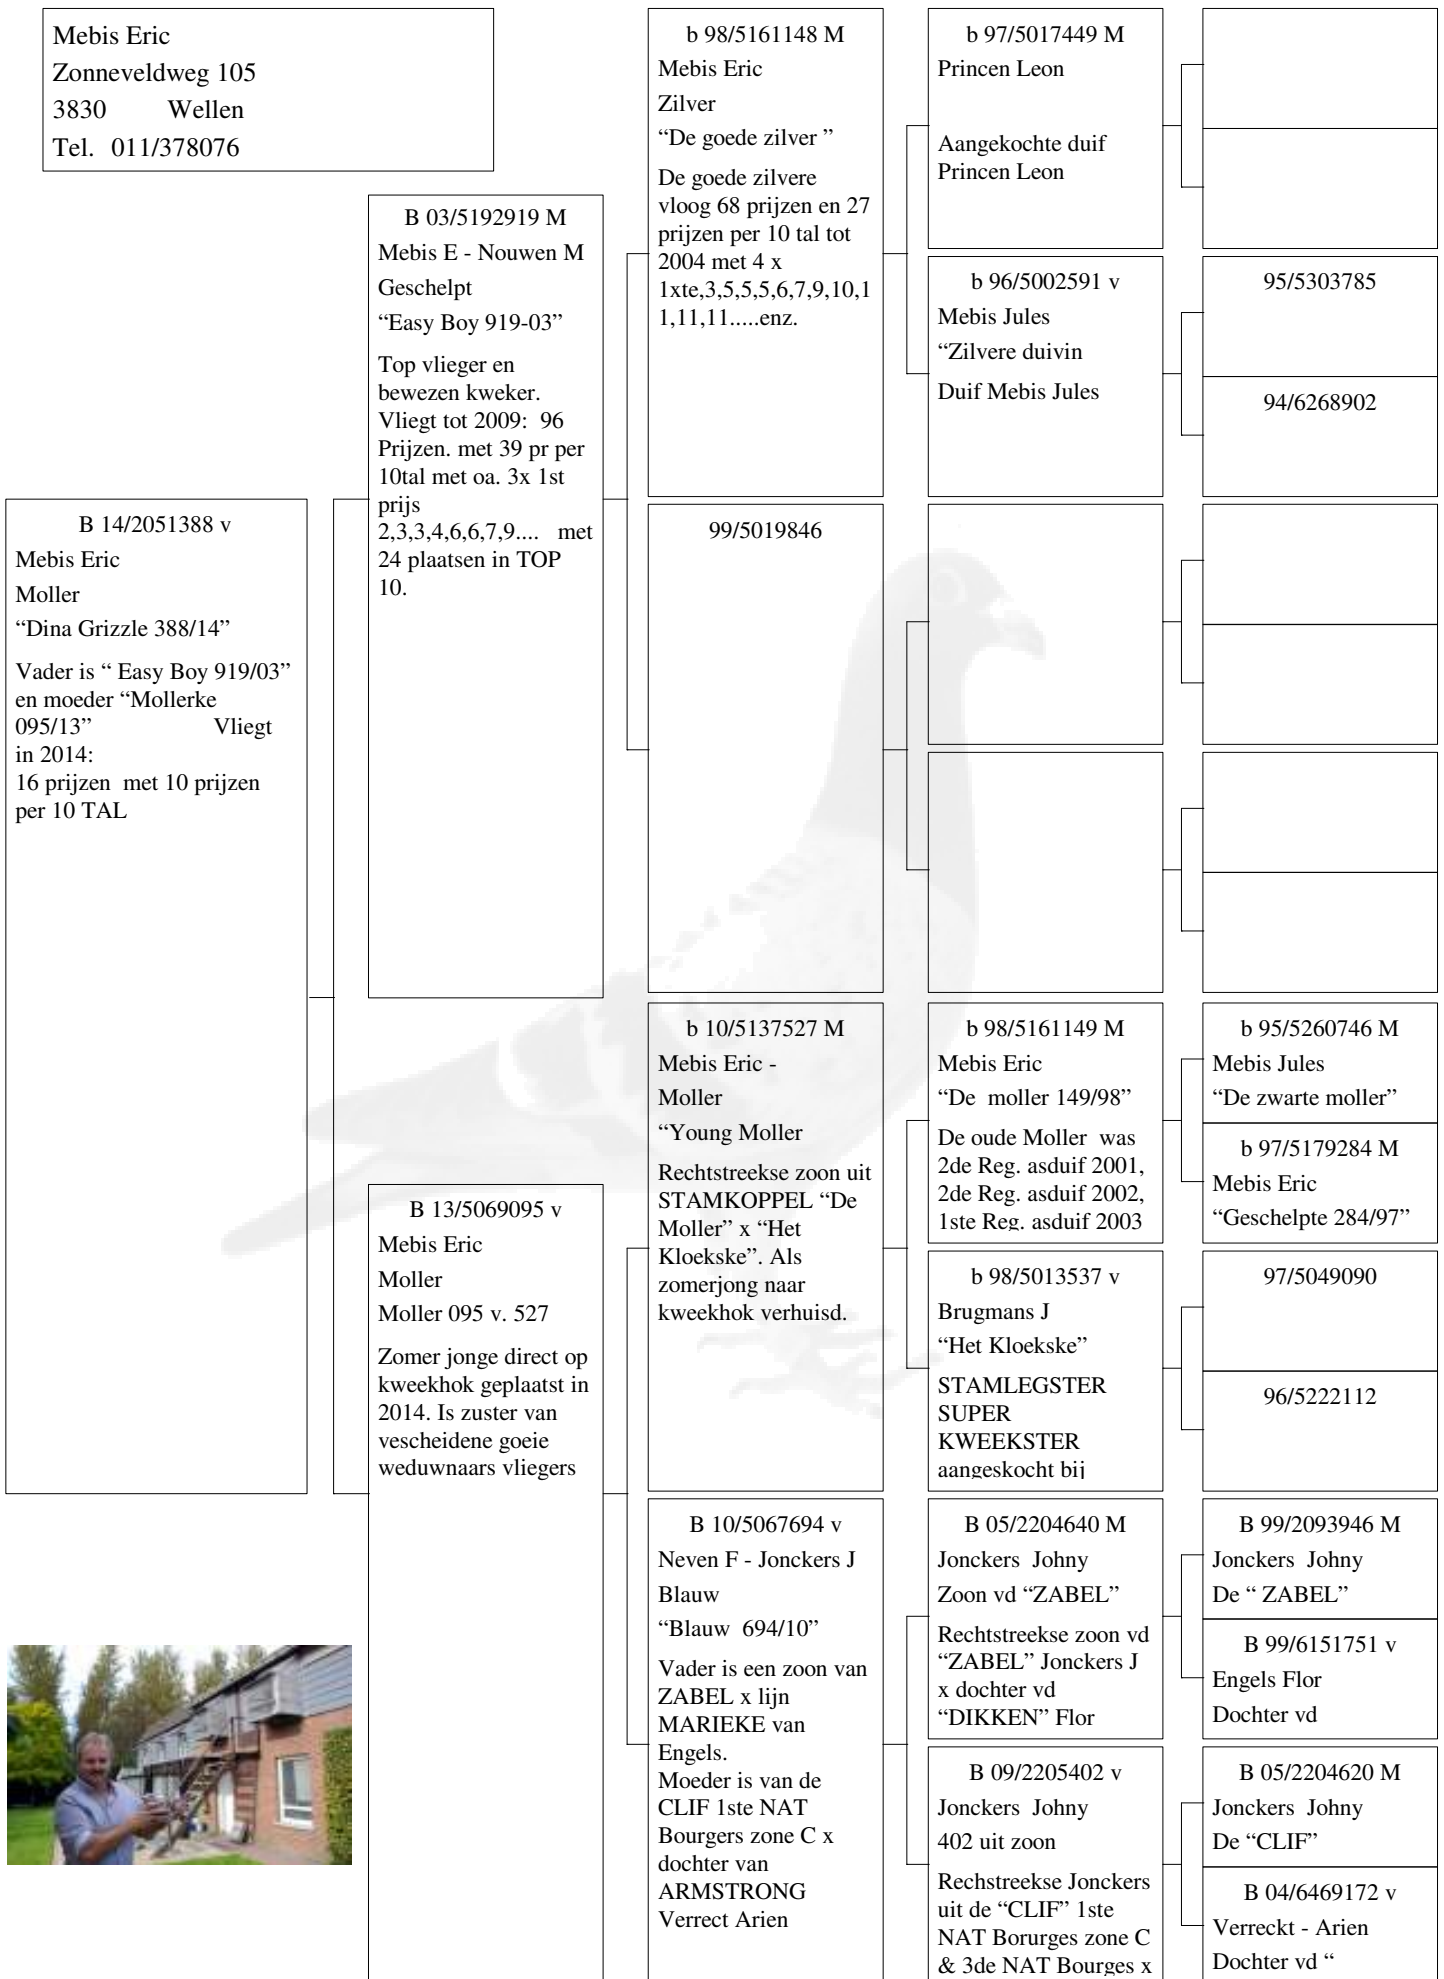 Mebis Eric
Zonneveldweg 105
3830 Wellen
Tel. 011/378076
B 14/2051388 v
Mebis Eric
Moller
“Dina Grizzle 388/14”
Vader is “ Easy Boy 919/03”
en moeder “Mollerke
095/13” Vliegt
in 2014:
16 prijzen met 10 prijzen
per 10 TAL
B 03/5192919 M
Mebis E - Nouwen M
Geschelpt
“Easy Boy 919-03”
Top vlieger en
bewezen kweker.
Vliegt tot 2009: 96
Prijzen. met 39 pr per
10tal met oa. 3x 1st
prijs
2,3,3,4,6,6,7,9.... met
24 plaatsen in TOP
10.
B 13/5069095 v
Mebis Eric
Moller
Moller 095 v. 527
Zomer jonge direct op
kweekhok geplaatst in
2014. Is zuster van
vescheidene goeie
weduwnaars vliegers
b 98/5161148 M
Mebis Eric
Zilver
“De goede zilver ”
De goede zilvere
vloog 68 prijzen en 27
prijzen per 10 tal tot
2004 met 4 x
1xte,3,5,5,5,6,7,9,10,1
1,11,11.....enz.
99/5019846
b 10/5137527 M
Mebis Eric -
Moller
“Young Moller
Rechtstreekse zoon uit
STAMKOPPEL “De
Moller” x “Het
Kloekske”. Als
zomerjong naar
kweekhok verhuisd.
B 10/5067694 v
Neven F - Jonckers J
Blauw
“Blauw 694/10”
Vader is een zoon van
ZABEL x lijn
MARIEKE van
Engels.
Moeder is van de
CLIF 1ste NAT
Bourgers zone C x
dochter van
ARMSTRONG
Verrect Arien
b 97/5017449 M
Princen Leon
Aangekochte duif
Princen Leon
b 96/5002591 v
Mebis Jules
“Zilvere duivin
Duif Mebis Jules
b 98/5161149 M
Mebis Eric
“De moller 149/98”
De oude Moller was
2de Reg. asduif 2001,
2de Reg. asduif 2002,
1ste Reg. asduif 2003
b 98/5013537 v
Brugmans J
“Het Kloekske”
STAMLEGSTER
SUPER
KWEEKSTER
aangeskocht bij
B 05/2204640 M
Jonckers Johny
Zoon vd “ZABEL”
Rechtstreekse zoon vd
“ZABEL” Jonckers J
x dochter vd
“DIKKEN” Flor
B 09/2205402 v
Jonckers Johny
402 uit zoon
Rechstreekse Jonckers
uit de “CLIF” 1ste
NAT Borurges zone C
& 3de NAT Bourges x
95/5303785
94/6268902
b 95/5260746 M
Mebis Jules
“De zwarte moller”
b 97/5179284 M
Mebis Eric
“Geschelpte 284/97”
97/5049090
96/5222112
B 99/2093946 M
Jonckers Johny
De “ ZABEL”
B 99/6151751 v
Engels Flor
Dochter vd
B 05/2204620 M
Jonckers Johny
De “CLIF”
B 04/6469172 v
Verreckt - Arien
Dochter vd “